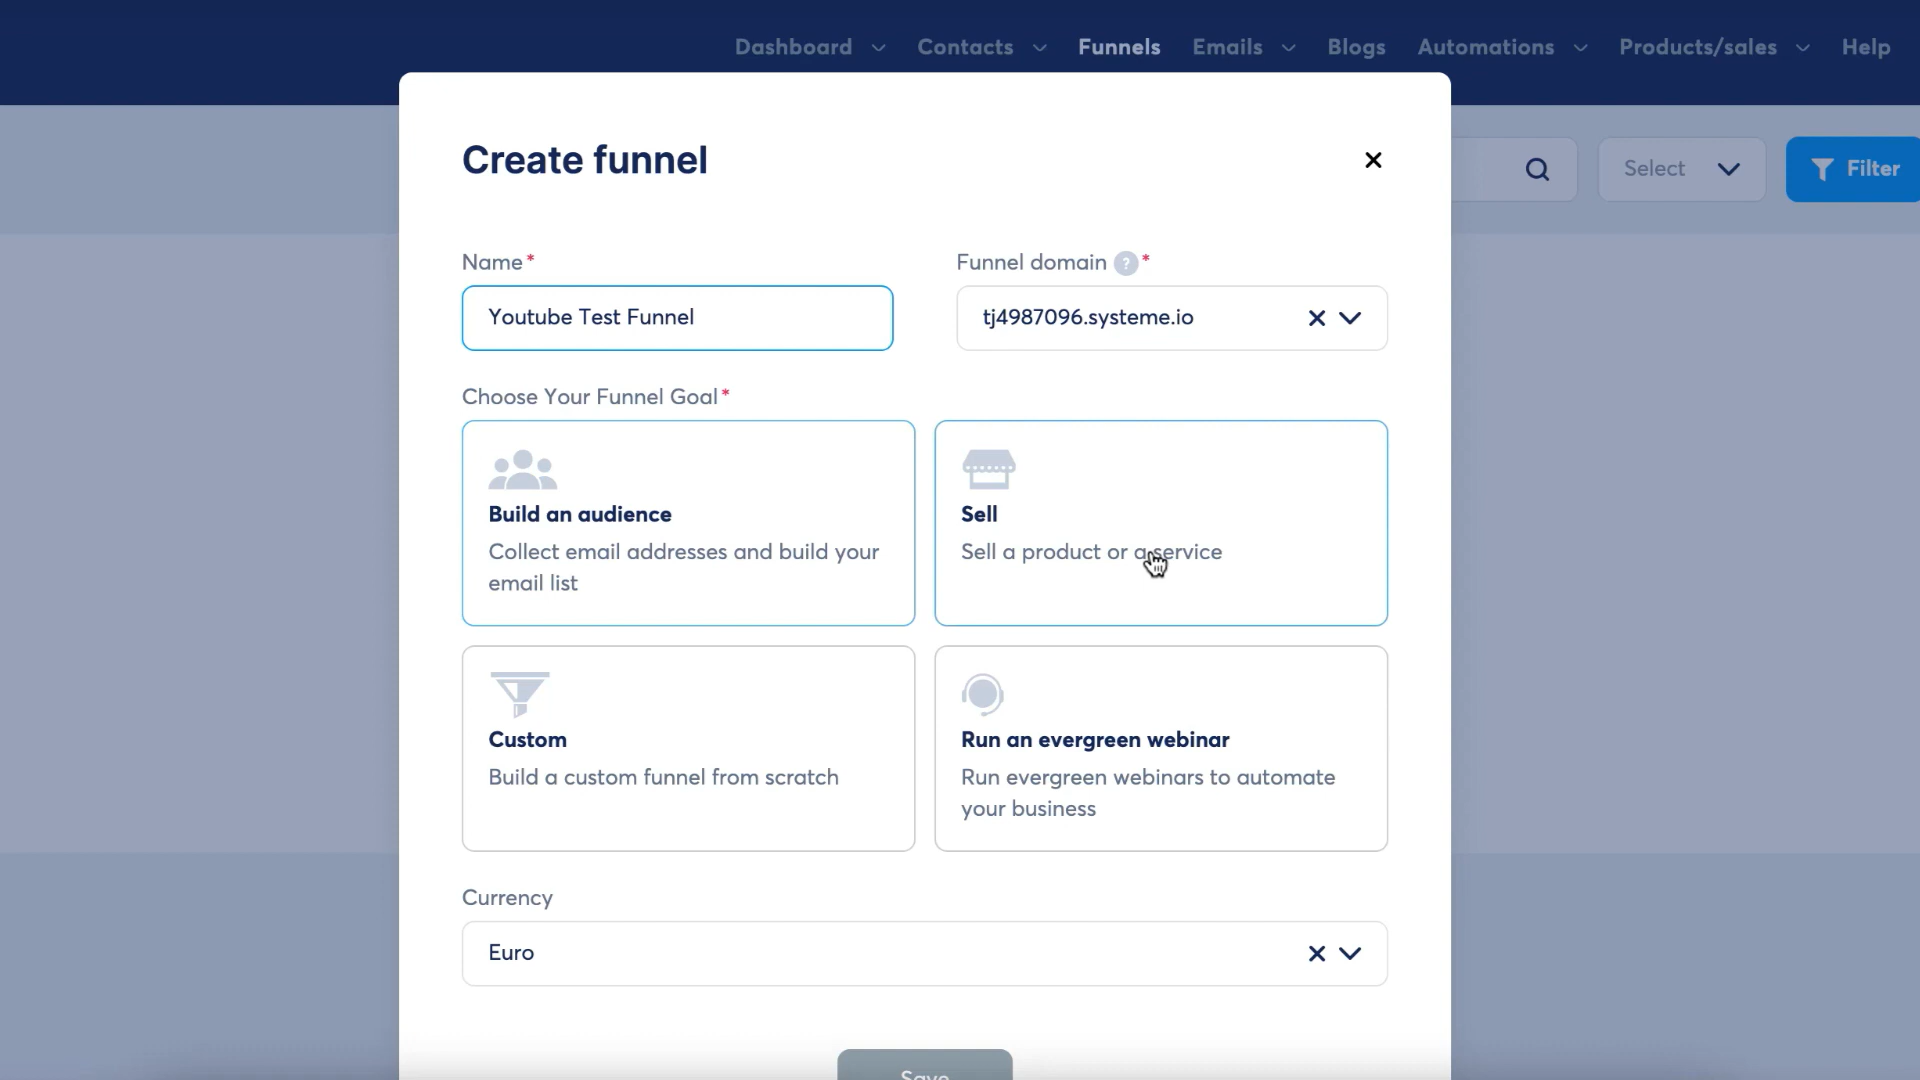 Dashboard Contacts Funnels Emails Blogs Automations Products/sales Help
Create funnel
Select
Filter
Name*
Funnel domain ? *
Youtube Test Funnel
tj4987096.systeme.io
Choose Your Funnel Goal*
Build an audience
Collect email addresses and build your
email list
Sell
Sell a product or a service
Custom
Build a custom funnel from scratch
Run an evergreen webinar
Run evergreen webinars to automate
your business
Currency
Euro
Save